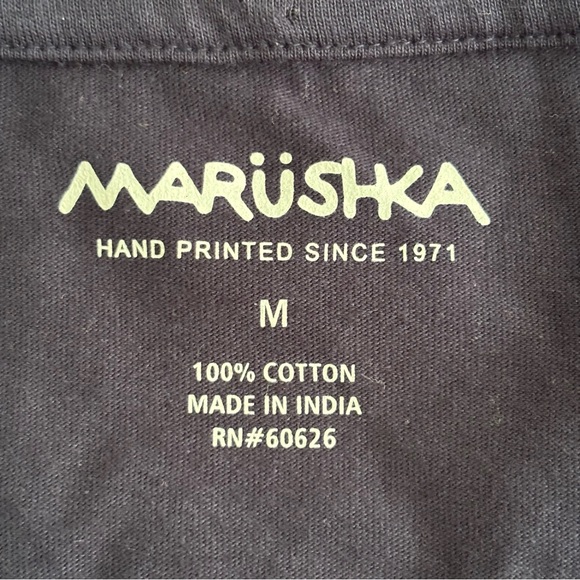 MARÜSHKA
HAND PRINTED SINCE 1971
M
100% COTTON
MADE IN INDIA
RN#60626